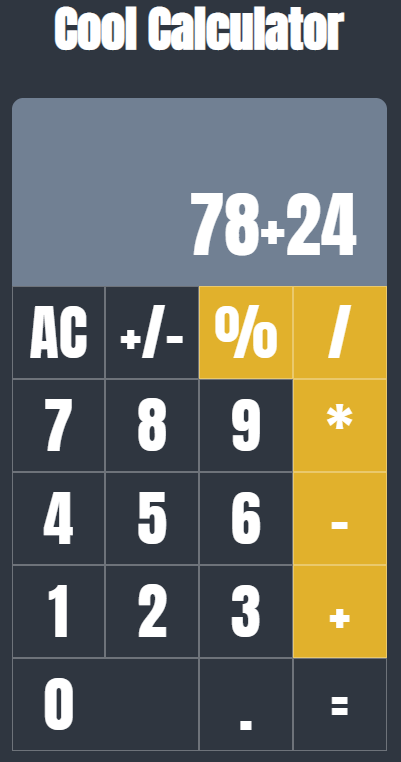 Cool Calculator
78+24
AC +/- % /
7 8 9 *
4 5 6 -
1 2 3 +
0 . =